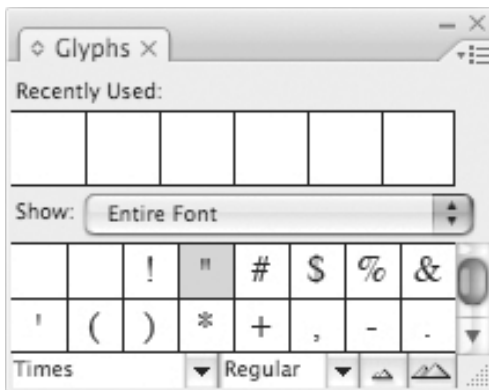 Glyphs
Recently Used:
Show: Entire Font
! " # $ % &
' ( ) * + , - .
Times Regular